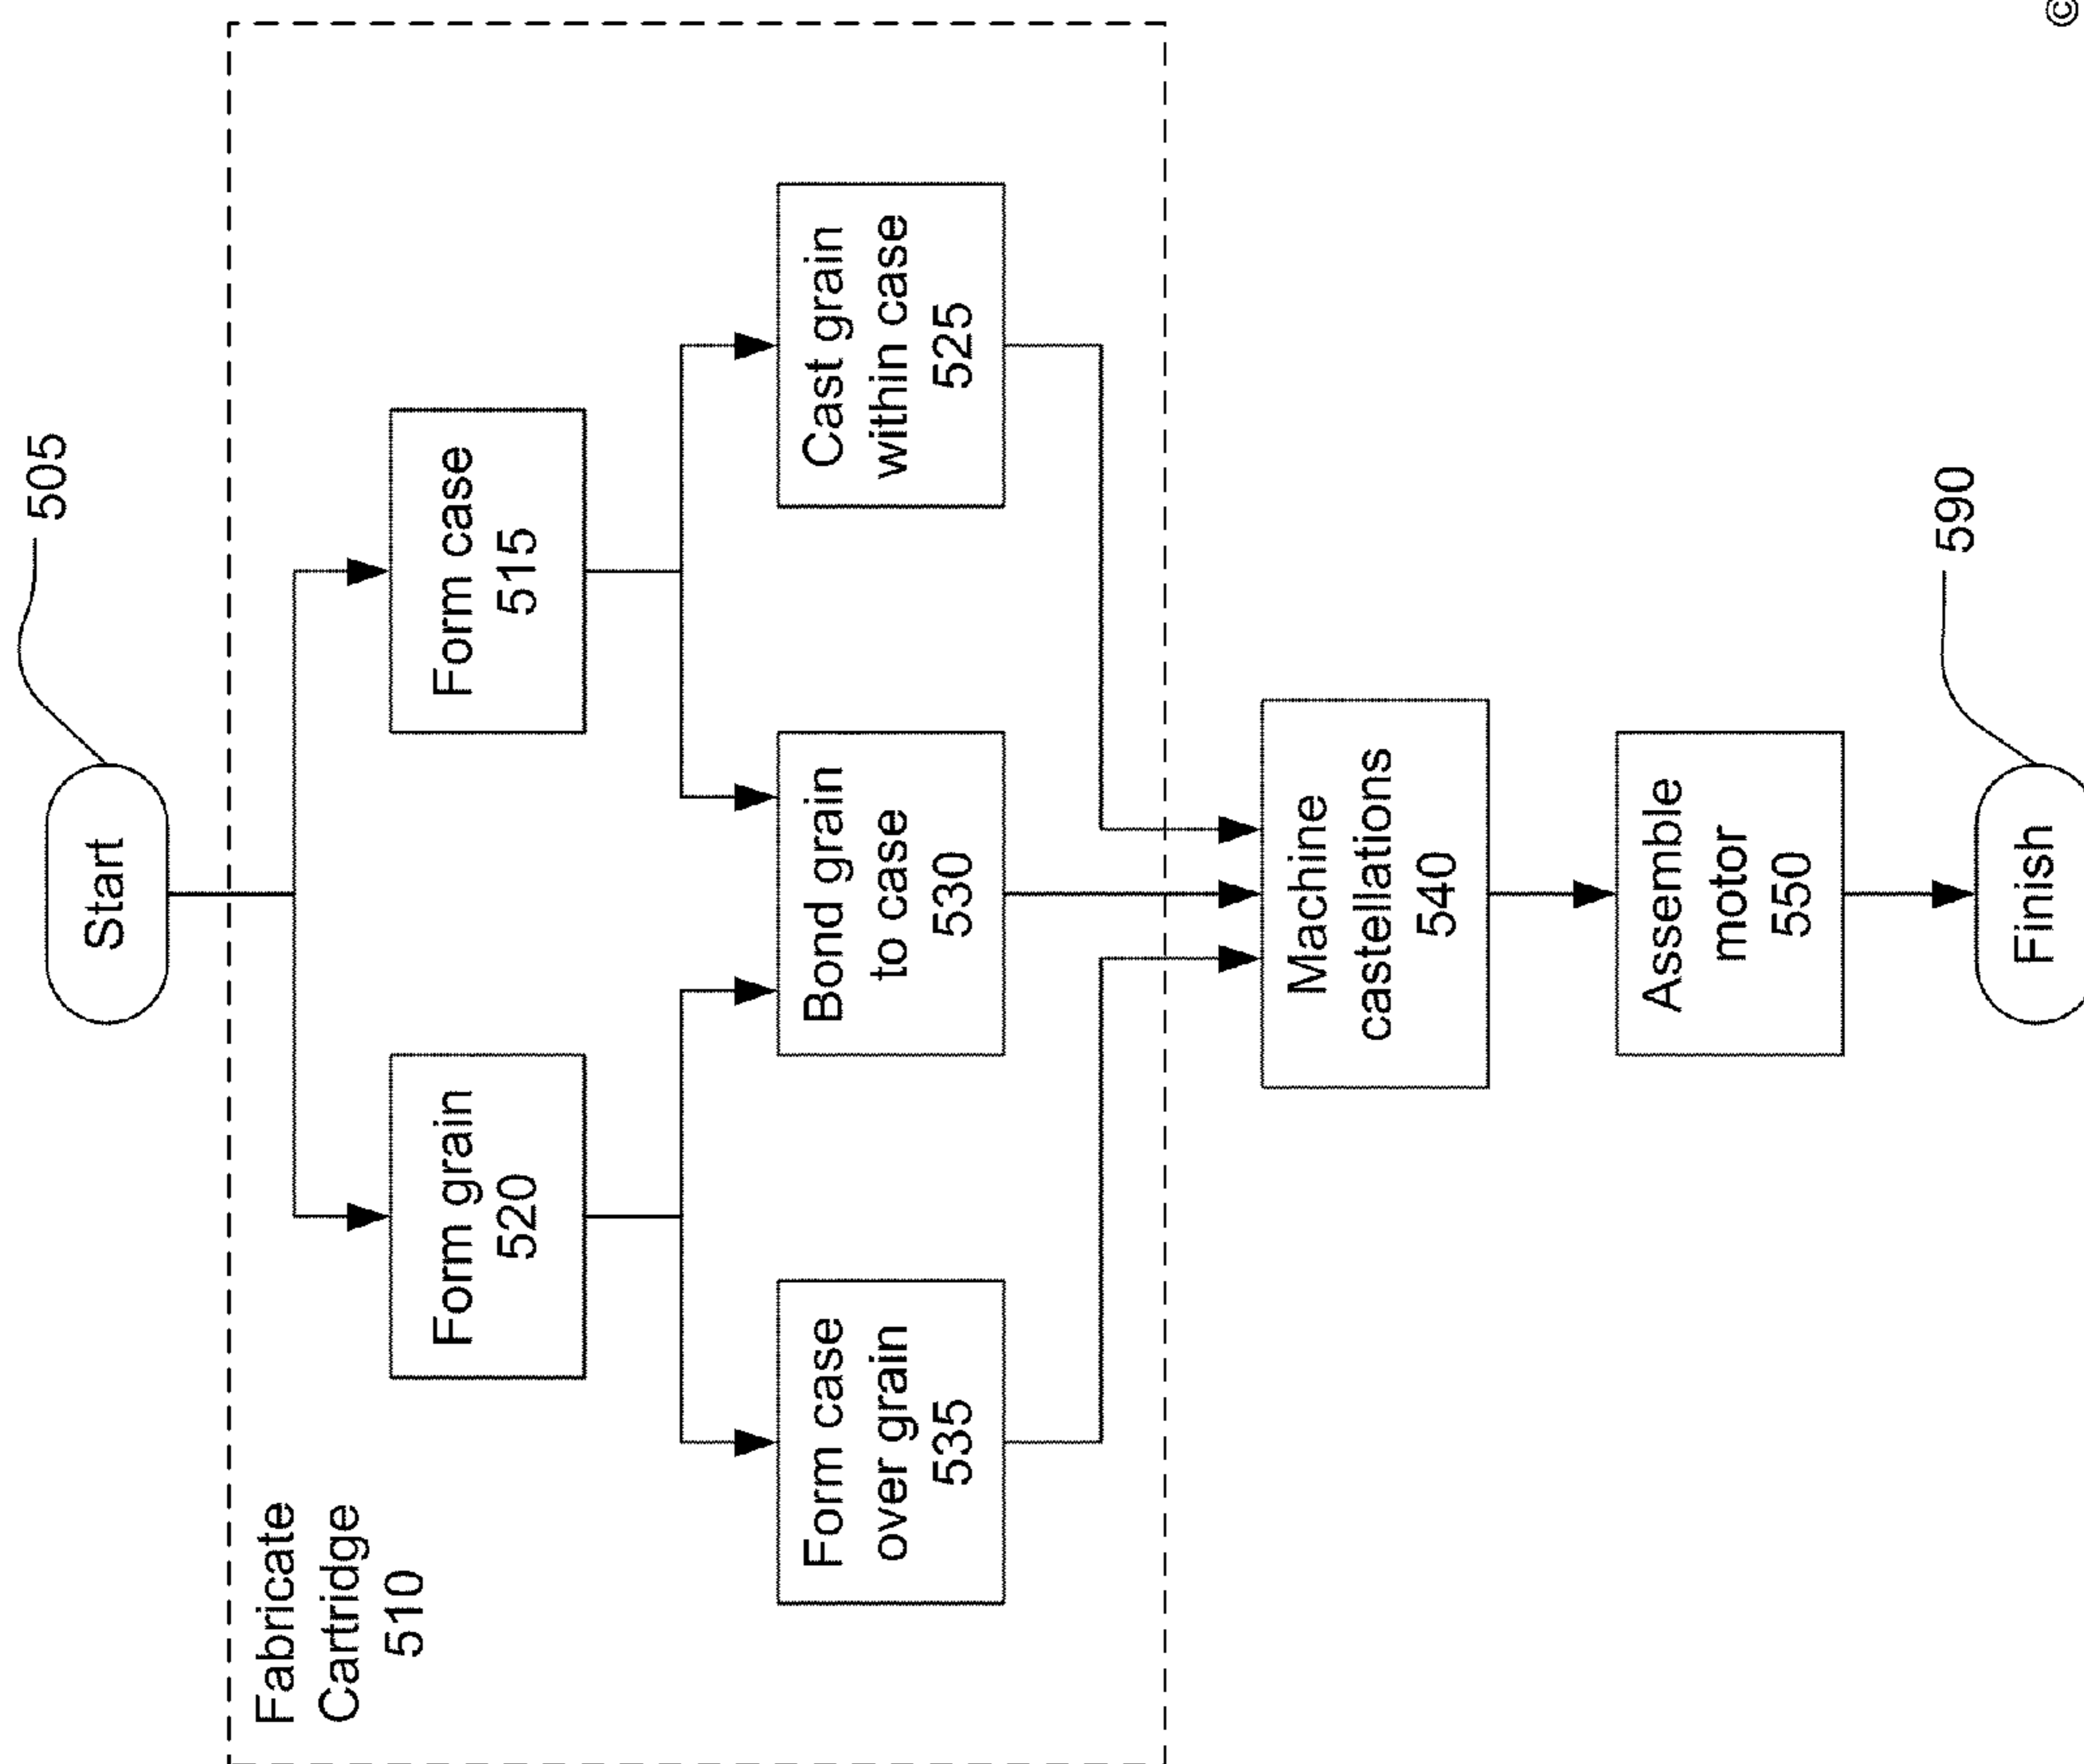 505
Start
Fabricate
Cartridge
510
Form grain
520
Form case
515
Form case
over grain
535
Bond grain
to case
530
Cast grain
within case
525
Machine
castellations
540
Assemble
motor
550
590
Finish
©